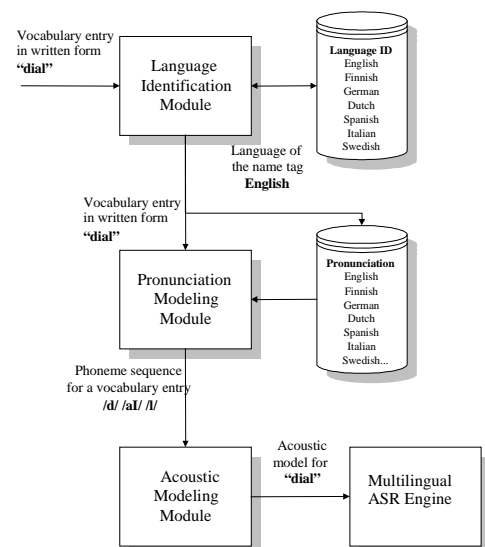 Vocabulary entry
in written form
“dial”
Language
Identification
Module
Language ID
English
Finnish
German
Dutch
Spanish
Italian
Swedish
Language of
the name tag
English
Vocabulary entry
in written form
“dial”
Pronunciation
Modeling
Module
Pronunciation
English
Finnish
German
Dutch
Spanish
Italian
Swedish...
Phoneme sequence
for a vocabulary entry
/d/ /aI/ /l/
Acoustic
Modeling
Module
Acoustic
model for
“dial”
Multilingual
ASR Engine